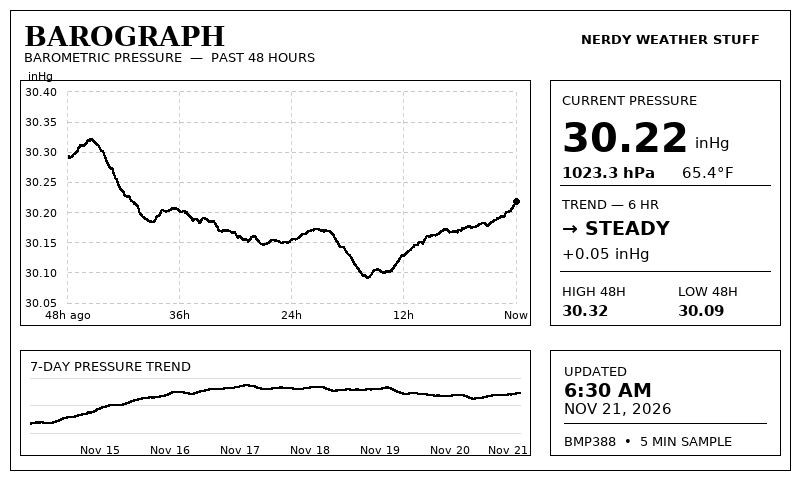 BAROGRAPH
BAROMETRIC PRESSURE — PAST 48 HOURS
NERDY WEATHER STUFF
inHg
30.40
30.35
30.30
30.25
30.20
30.15
30.10
30.05
48h ago 36h 24h 12h Now
CURRENT PRESSURE
30.22 inHg
1023.3 hPa 65.4°F
TREND — 6 HR
→ STEADY
+0.05 inHg
HIGH 48H LOW 48H
30.32 30.09
7-DAY PRESSURE TREND
Nov 15 Nov 16 Nov 17 Nov 18 Nov 19 Nov 20 Nov 21
UPDATED
6:30 AM
NOV 21, 2026
BMP388 • 5 MIN SAMPLE